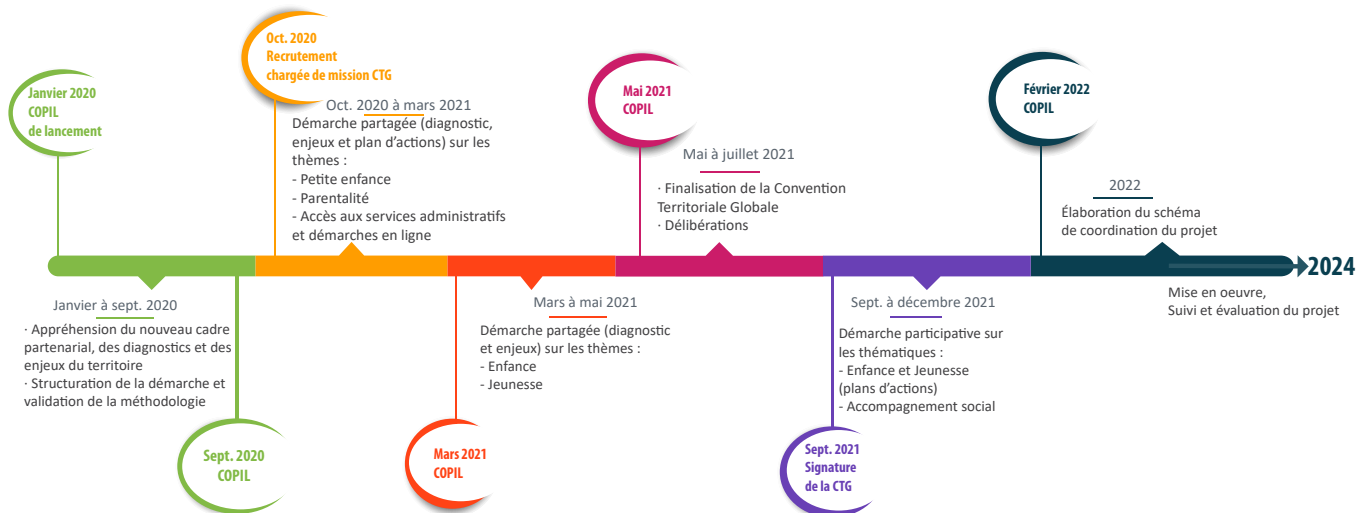 Janvier 2020
COPIL
de lancement
Oct. 2020
Recrutement
chargée de mission CTG
Oct. 2020 à mars 2021
Démarche partagée (diagnostic,
enjeux et plan d’actions) sur les
thèmes :
- Petite enfance
- Parentalité
- Accès aux services administratifs
et démarches en ligne
Mai 2021
COPIL
Mai à juillet 2021
· Finalisation de la Convention
Territoriale Globale
· Délibérations
Février 2022
COPIL
2022
Élaboration du schéma
de coordination du projet
2024
Janvier à sept. 2020
· Appréhension du nouveau cadre
partenarial, des diagnostics et des
enjeux du territoire
· Structuration de la démarche et
validation de la méthodologie
Sept. 2020
COPIL
Mars à mai 2021
Démarche partagée (diagnostic
et enjeux) sur les thèmes :
- Enfance
- Jeunesse
Mars 2021
COPIL
Sept. à décembre 2021
Démarche participative sur
les thématiques :
- Enfance et Jeunesse
(plans d’actions)
- Accompagnement social
Sept. 2021
Signature
de la CTG
Mise en oeuvre,
Suivi et évaluation du projet